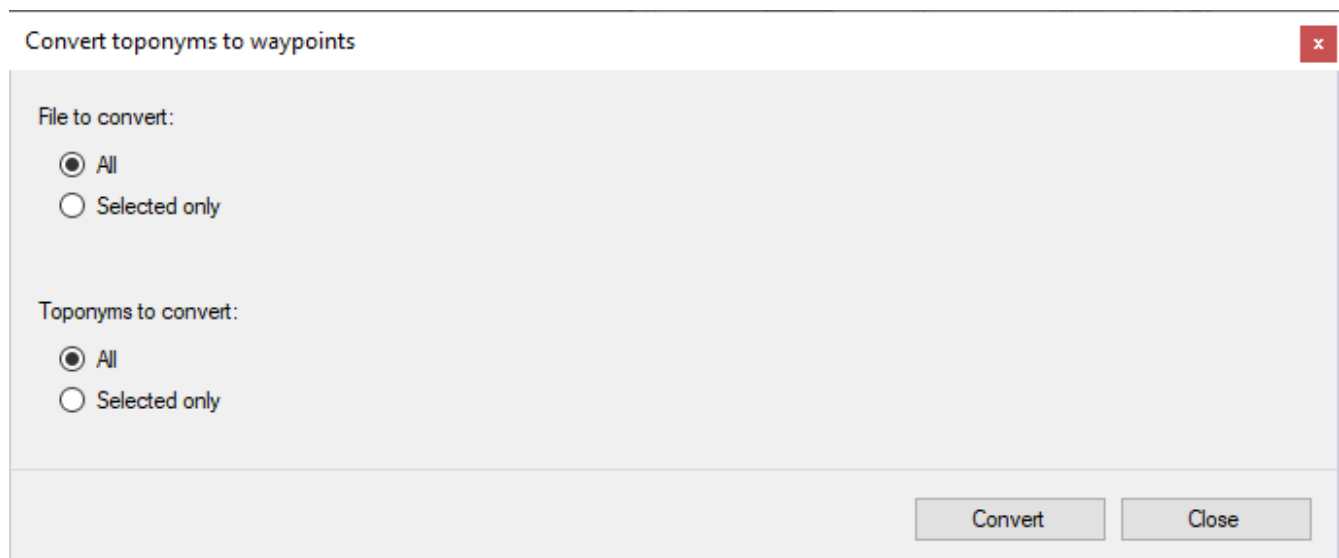 Convert toponyms to waypoints
x
File to convert:
All
Selected only
Toponyms to convert:
All
Selected only
Convert
Close